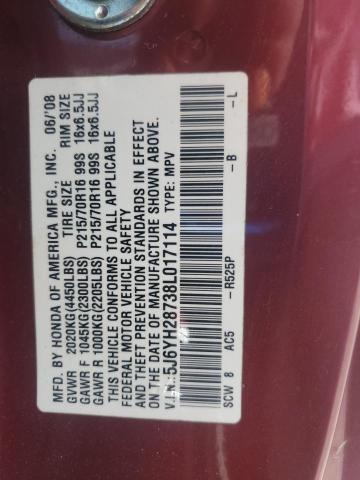 MFD. BY HONDA OF AMERICA MFG., INC. 06/'08
GVWR 2020KG(4450LBS) TIRE SIZE RIM SIZE
GAWR F 1045KG(2300LBS) P215/70R16 99S 16x6.5JJ
GAWR R 1000KG(2205LBS) P215/70R16 99S 16x6.5JJ
THIS VEHICLE CONFORMS TO ALL APPLICABLE
FEDERAL MOTOR VEHICLE SAFETY
THEFT PREVENTION STANDARDS IN EFFECT
ON THE DATE OF MANUFACTURE SHOWN ABOVE.
V.I.N.: 5J6YH28738L017114 TYPE: MPV
SCW 8 AC5 -R525P -B -L